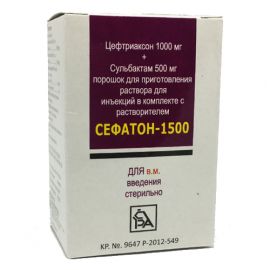 Цефтриаксон 1000 мг
+
Сульбактам 500 мг
порошок для приготовления
раствора для
инъекций в комплекте с
растворителем
СЕФАТОН-1500
ДЛЯ в.м.
введения
стерильно
КР. №. 9647 Р-2012-549